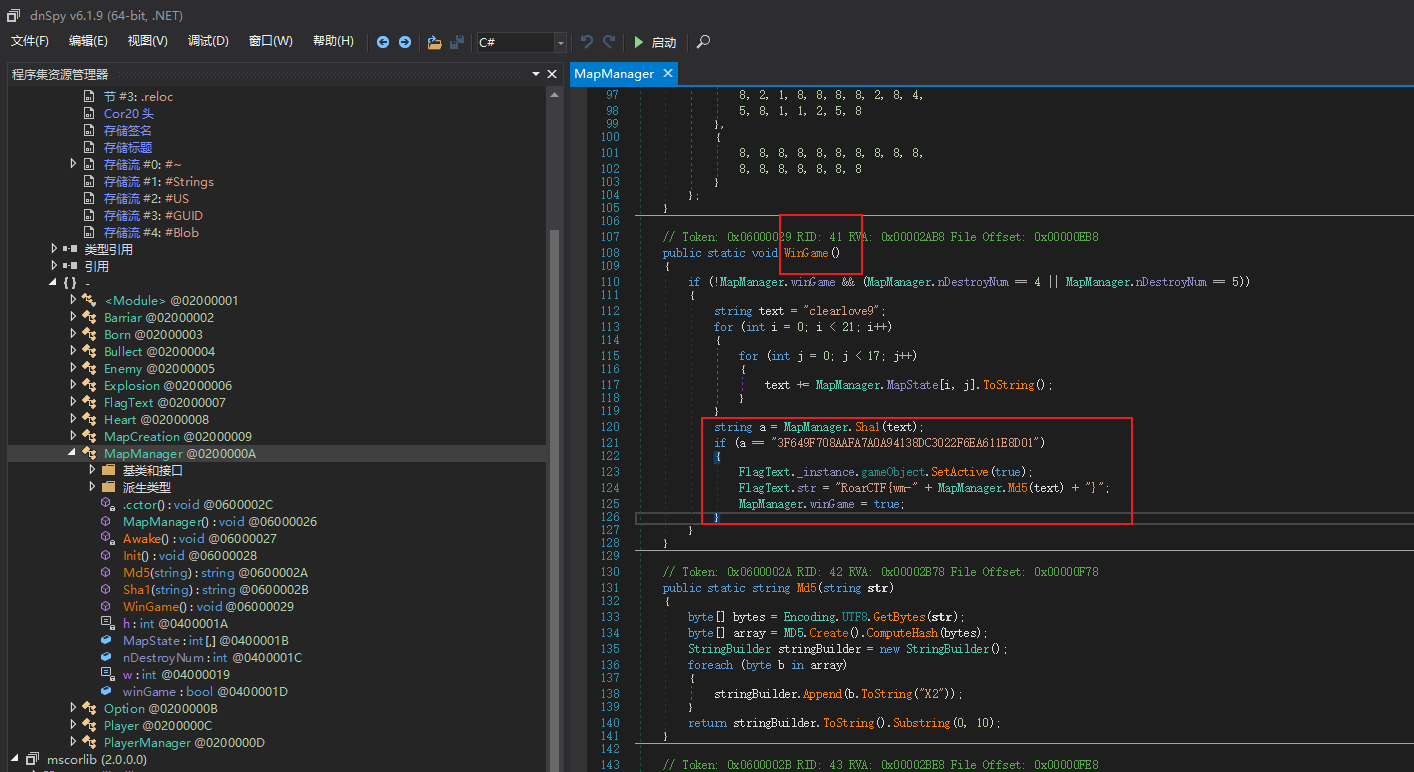 dnSpy v6.1.9 (64-bit, .NET)
文件(F) 编辑(E) 视图(V) 调试(D) 窗口(W) 帮助(H) C# 启动
程序集资源管理器
节 #3: .reloc
Cor20 头
存储签名
存储标题
存储流 #0: #~
存储流 #1: #Strings
存储流 #2: #US
存储流 #3: #GUID
存储流 #4: #Blob
类型引用
引用
{ } -
<Module> @02000001
Barriar @02000002
Born @02000003
Bullect @02000004
Enemy @02000005
Explosion @02000006
FlagText @02000007
Heart @02000008
MapCreation @02000009
MapManager @0200000A
基类和接口
派生类型
.cctor() : void @0600002C
MapManager() : void @06000026
Awake() : void @06000027
Init() : void @06000028
Md5(string) : string @0600002A
Sha1(string) : string @0600002B
WinGame() : void @06000029
h : int @0400001A
MapState : int[,] @0400001B
nDestroyNum : int @0400001C
w : int @04000019
winGame : bool @0400001D
Option @0200000B
Player @0200000C
PlayerManager @0200000D
mscorlib (2.0.0.0)
MapManager
97 8, 2, 1, 8, 8, 8, 8, 2, 8, 4,
98 5, 8, 1, 1, 2, 5, 8
99 },
100 {
101 8, 8, 8, 8, 8, 8, 8, 8, 8, 8,
102 8, 8, 8, 8, 8, 8, 8
103 }
104 };
105 }
106
107 // Token: 0x06000029 RID: 41 RVA: 0x00002AB8 File Offset: 0x00000EB8
108 public static void WinGame()
109 {
110 if (!MapManager.winGame && (MapManager.nDestroyNum == 4 || MapManager.nDestroyNum == 5))
111 {
112 string text = "clearlove9";
113 for (int i = 0; i < 21; i++)
114 {
115 for (int j = 0; j < 17; j++)
116 {
117 text += MapManager.MapState[i, j].ToString();
118 }
119 }
120 string a = MapManager.Sha1(text);
121 if (a == "3F649F708AAFA7A0A94138DC3022F6EA611E8D01")
122 {
123 FlagText._instance.gameObject.SetActive(true);
124 FlagText.str = "RoarCTF{wm-" + MapManager.Md5(text) + "}";
125 MapManager.winGame = true;
126 }
127 }
128 }
129
130 // Token: 0x0600002A RID: 42 RVA: 0x00002B78 File Offset: 0x00000F78
131 public static string Md5(string str)
132 {
133 byte[] bytes = Encoding.UTF8.GetBytes(str);
134 byte[] array = MD5.Create().ComputeHash(bytes);
135 StringBuilder stringBuilder = new StringBuilder();
136 foreach (byte b in array)
137 {
138 stringBuilder.Append(b.ToString("X2"));
139 }
140 return stringBuilder.ToString().Substring(0, 10);
141 }
142
143 // Token: 0x0600002B RID: 43 RVA: 0x00002BE8 File Offset: 0x00000FE8